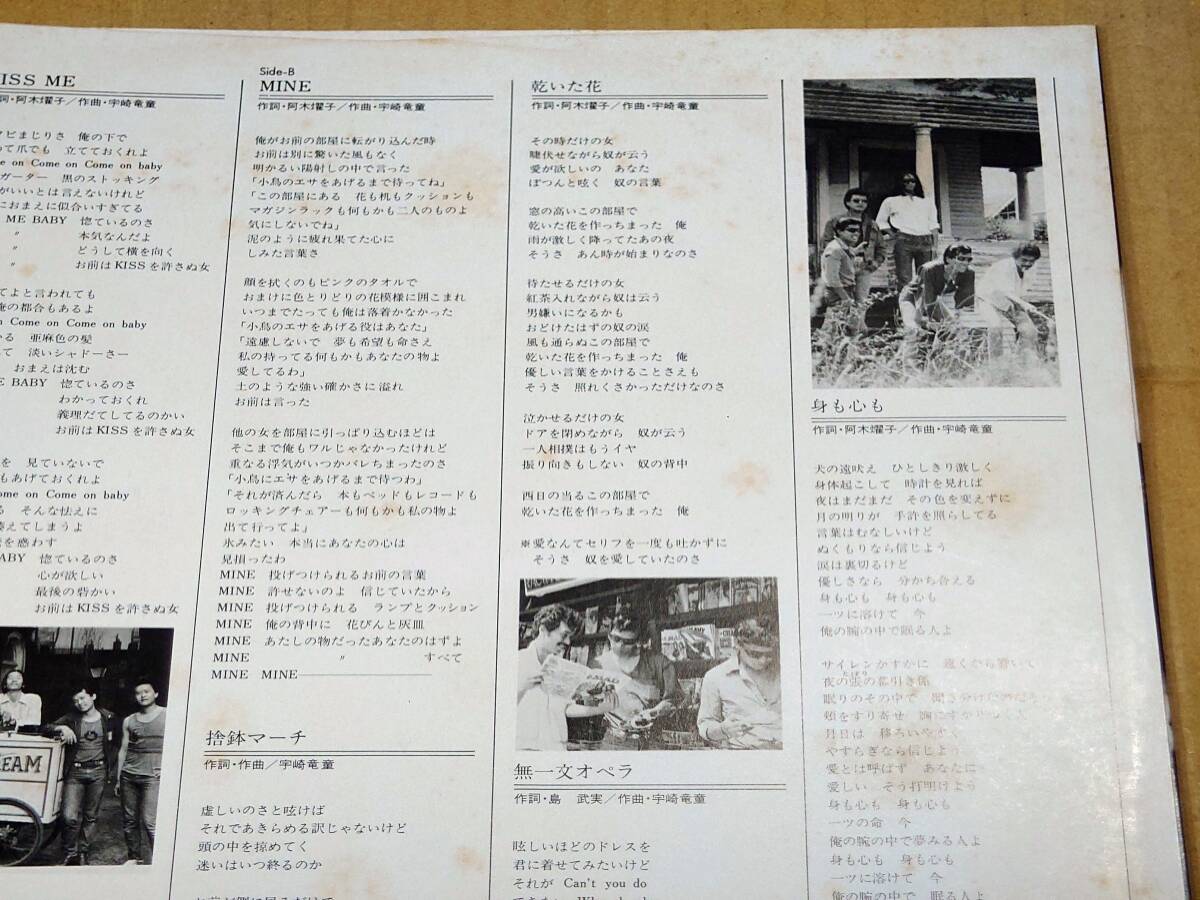 ISS ME
詞・阿木燿子／作曲・宇崎竜童
まじりさ　俺の下で
て爪でも　立てておくれよ
e on Come on Come on baby
ガーター　黒のストッキング
がいいとは言えないけれど
におまえに似合いすぎてる
ME BABY　惚ているのさ
〃　本気なんだよ
〃　どうして横を向く
〃　お前はKISSを許さぬ女
てよと言われても
俺の都合もあるよ
n Come on Come on baby
る　亜麻色の髪
て　淡いシャドーさー
おまえは沈む
E BABY　惚ているのさ
わかっておくれ
義理だてしてるのかい
お前はKISSを許さぬ女
を　見ていないで
もあげておくれよ
ome on Come on baby
る　そんな怯えに
えてしまうよ
を惑わす
ABY　惚ているのさ
心が欲しい
最後の砦かい
お前はKISSを許さぬ女
EAM
Side-B
MINE
作詞・阿木燿子／作曲・宇崎竜童
俺がお前の部屋に転がり込んだ時
お前は別に驚いた風もなく
明かるい陽射しの中で言った
「小鳥のエサをあげるまで待ってね」
「この部屋にある　花も机もクッションも
マガジンラックも何もかも二人のものよ
気にしないでね」
泥のように疲れ果てた心に
しみた言葉さ
顔を拭くのもピンクのタオルで
おまけに色とりどりの花模様に囲こまれ
いつまでたっても俺は落着かなかった
「小鳥のエサをあげる役はあなた」
「遠慮しないで　夢も希望も命さえ
私の持ってる何もかもあなたの物よ
愛してるわ」
土のような強い確かさに溢れ
お前は言った
他の女を部屋に引っぱり込むほどは
そこまで俺もワルじゃなかったけれど
重なる浮気がいつかバレちまったのさ
「小鳥にエサをあげるまで待つわ」
「それが済んだら　本もベッドもレコードも
ロッキングチェアーも何もかも私の物よ
出て行ってよ」
氷みたい　本当にあなたの心は
見損ったわ
MINE　投げつけられるお前の言葉
MINE　許せないのよ　信じていたから
MINE　投げつけられる　ランプとクッション
MINE　俺の背中に　花びんと灰皿
MINE　あたしの物だったあなたのはずよ
MINE　〃　すべて
MINE　MINE――――――
捨鉢マーチ
作詞・作曲／宇崎竜童
虚しいのさと呟けば
それであきらめる訳じゃないけど
頭の中を掠めてく
迷いはいつ終るのか
乾いた花
作詞・阿木燿子／作曲・宇崎竜童
その時だけの女
睫伏せながら奴が云う
愛が欲しいの　あなた
ぽつんと呟く　奴の言葉
窓の高いこの部屋で
乾いた花を作っちまった　俺
雨が激しく降ってたあの夜
そうさ　あん時が始まりなのさ
待たせるだけの女
紅茶入れながら奴は云う
男嫌いになるかも
おどけたはずの奴の涙
風も通らぬこの部屋で
乾いた花を作っちまった　俺
優しい言葉をかけることさえも
そうさ　照れくさかっただけなのさ
泣かせるだけの女
ドアを閉めながら　奴が云う
一人相撲はもうイヤ
振り向きもしない　奴の背中
西日の当るこの部屋で
乾いた花を作っちまった　俺
※愛なんてセリフを一度も吐かずに
そうさ　奴を愛していたのさ
無一文オペラ
作詞・島　武実／作曲・宇崎竜童
眩しいほどのドレスを
君に着せてみたいけど
それが　Can't you do
身も心も
作詞・阿木燿子／作曲・宇崎竜童
犬の遠吠え　ひとしきり激しく
身体起こして　時計を見れば
夜はまだまだ　その色を変えずに
月の明りが　手許を照らしてる
言葉はむなしいけど
ぬくもりなら信じよう
涙は裏切るけど
優しさなら　分かち合える
身も心も　身も心も
一ツに溶けて　今
俺の腕の中で眠る人よ
サイレンかすかに　遠くから響いて
夜の張の幕引き係
眠りのその中で
頬をすり寄せ
月日は　移ろいやすく
やすらぎなら信じよう
愛とは呼ばず　あなたに
愛しい　そう打明けよう
身も心も　身も心も
一ツの命　今
俺の腕の中で夢みる人よ
身も心も　身も心も
一ツに溶けて　今
俺の腕の中で　眠る人よ